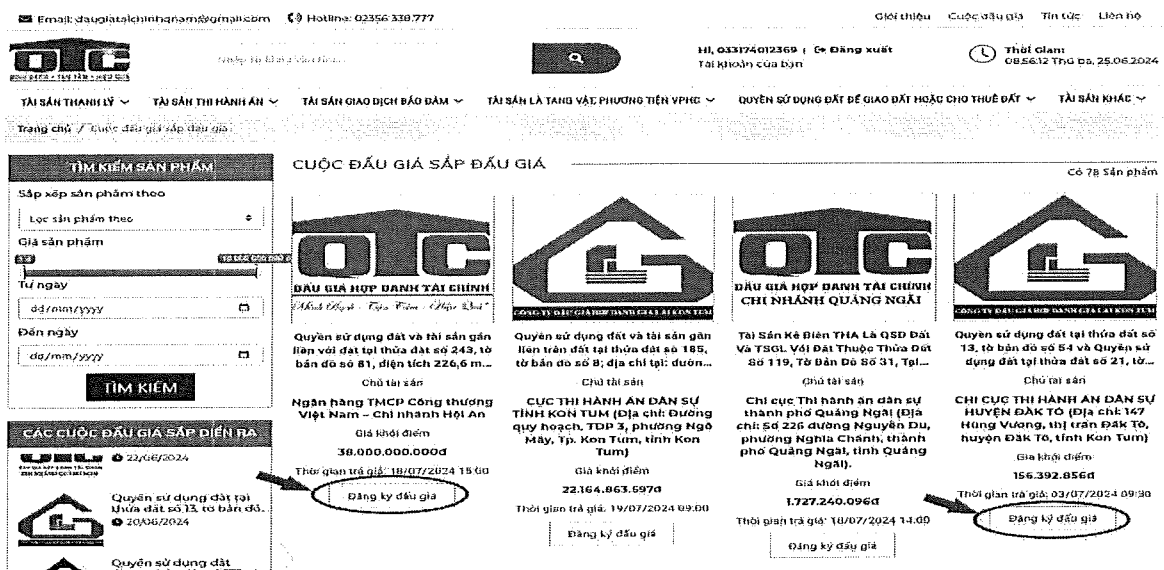 Email: daugiataichinhqnam@gmail.com
Hotline: 02356 338.777
Giới thiệu Cuộc đấu giá Tin tức Liên hệ
OTC
Hi, 033174012369 | Đăng xuất
Tài khoản của bạn
Thời Gian:
08:56:12 Thứ ba, 25.06.2024
TÀI SẢN THANH LÝ
TÀI SẢN THI HÀNH ÁN
TÀI SẢN GIAO DỊCH BẢO ĐẢM
TÀI SẢN LÀ TANG VẬT, PHƯƠNG TIỆN VPHC
QUYỀN SỬ DỤNG ĐẤT ĐỂ GIAO ĐẤT HOẶC CHO THUÊ ĐẤT
TÀI SẢN KHÁC
Trang chủ / Cuộc đấu giá sắp đấu giá
TÌM KIẾM SẢN PHẨM
Sắp xếp sản phẩm theo
Lọc sản phẩm theo
Giá sản phẩm
Từ ngày
dd/mm/yyyy
Đến ngày
dd/mm/yyyy
TÌM KIẾM
CÁC CUỘC ĐẤU GIÁ SẮP DIỄN RA
22/06/2024
Quyền sử dụng đất tại
thửa đất số 13, tờ bản đồ...
20/06/2024
Quyền sử dụng đất
CUỘC ĐẤU GIÁ SẮP ĐẤU GIÁ
Có 78 Sản phẩm
OTC
ĐẤU GIÁ HỢP DANH TÀI CHÍNH
Quyền sử dụng đất và tài sản gắn
liền với đất tại thửa đất số 243, tờ
bản đồ số 81, diện tích 226,6 m...
Chủ tài sản
Ngân hàng TMCP Công thương
Việt Nam – Chi nhánh Hội An
Giá khởi điểm
38.000.000.000đ
Thời gian trả giá: 18/07/2024 15:00
Đăng ký đấu giá
Quyền sử dụng đất và tài sản gắn
liền trên đất tại thửa đất số 185,
tờ bản đồ số 8; địa chỉ tại: đườn...
Chủ tài sản
CỤC THI HÀNH ÁN DÂN SỰ
TỈNH KON TUM (Địa chỉ: Đường
quy hoạch, TDP 3, phường Ngô
Mây, Tp. Kon Tum, tỉnh Kon
Tum)
Giá khởi điểm
22.164.863.597đ
Thời gian trả giá: 19/07/2024 09:00
Đăng ký đấu giá
OTC
ĐẤU GIÁ HỢP DANH TÀI CHÍNH
CHI NHÁNH QUẢNG NGÃI
Tài Sản Kê Biên THA Là QSD Đất
Và TSGL Với Đất Thuộc Thửa Đất
Số 119, Tờ Bản Đồ Số 31, Tại...
Chủ tài sản
Chi cục Thi hành án dân sự
thành phố Quảng Ngãi (Địa
chỉ: Số 226 đường Nguyễn Du,
phường Nghĩa Chánh, thành
phố Quảng Ngãi, tỉnh Quảng
Ngãi).
Giá khởi điểm
1.727.240.096đ
Thời gian trả giá: 18/07/2024 14:00
Đăng ký đấu giá
Quyền sử dụng đất tại thửa đất số
13, tờ bản đồ số 54 và Quyền sử
dụng đất tại thửa đất số 21, tờ...
Chủ tài sản
CHI CỤC THI HÀNH ÁN DÂN SỰ
HUYỆN ĐĂK TÔ (Địa chỉ: 147
Hùng Vương, thị trấn Đăk Tô,
huyện Đăk Tô, tỉnh Kon Tum)
Giá khởi điểm
156.392.856đ
Thời gian trả giá: 03/07/2024 09:30
Đăng ký đấu giá